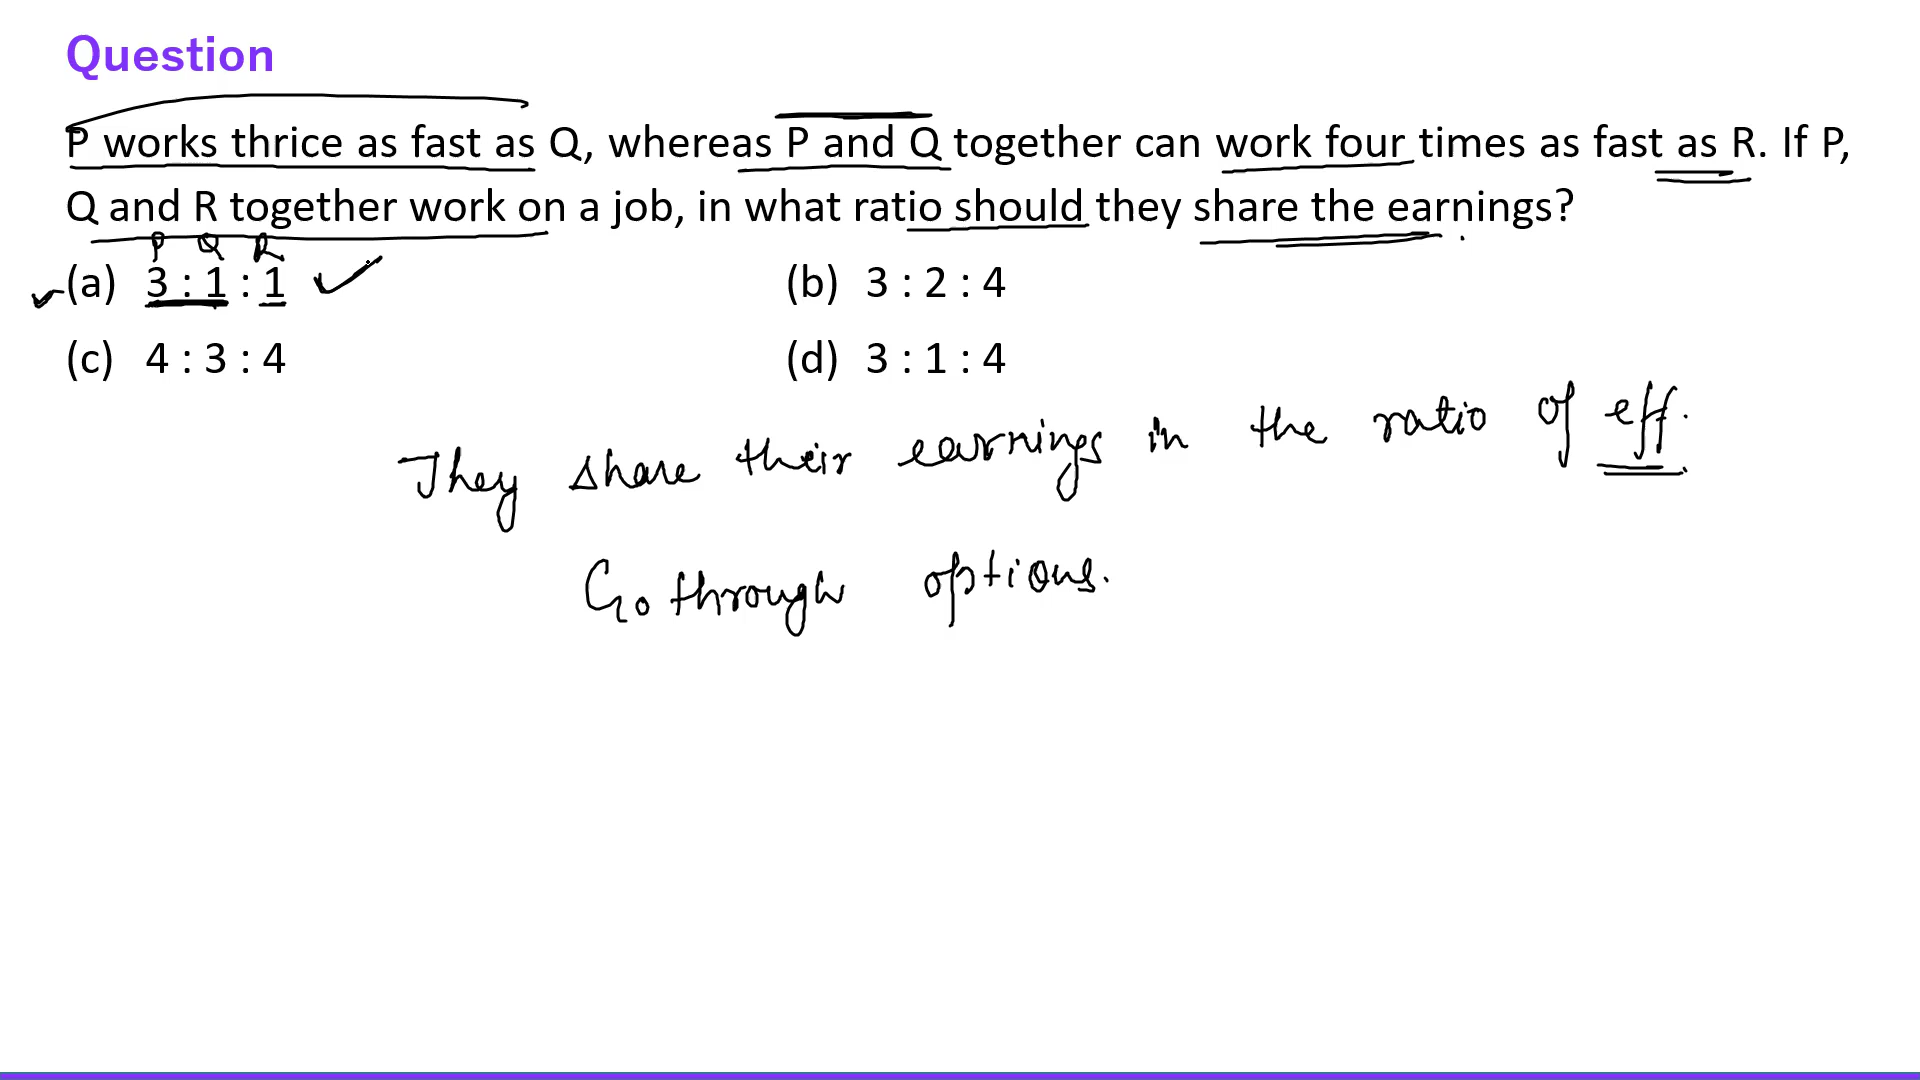 Question
P works thrice as fast as Q, whereas P and Q together can work four times as fast as R. If P,
Q and R together work on a job, in what ratio should they share the earnings?
P Q R
(a) 3 : 1 : 1 (b) 3 : 2 : 4
(c) 4 : 3 : 4 (d) 3 : 1 : 4
They share their earnings in the ratio of eff.
Go through options.